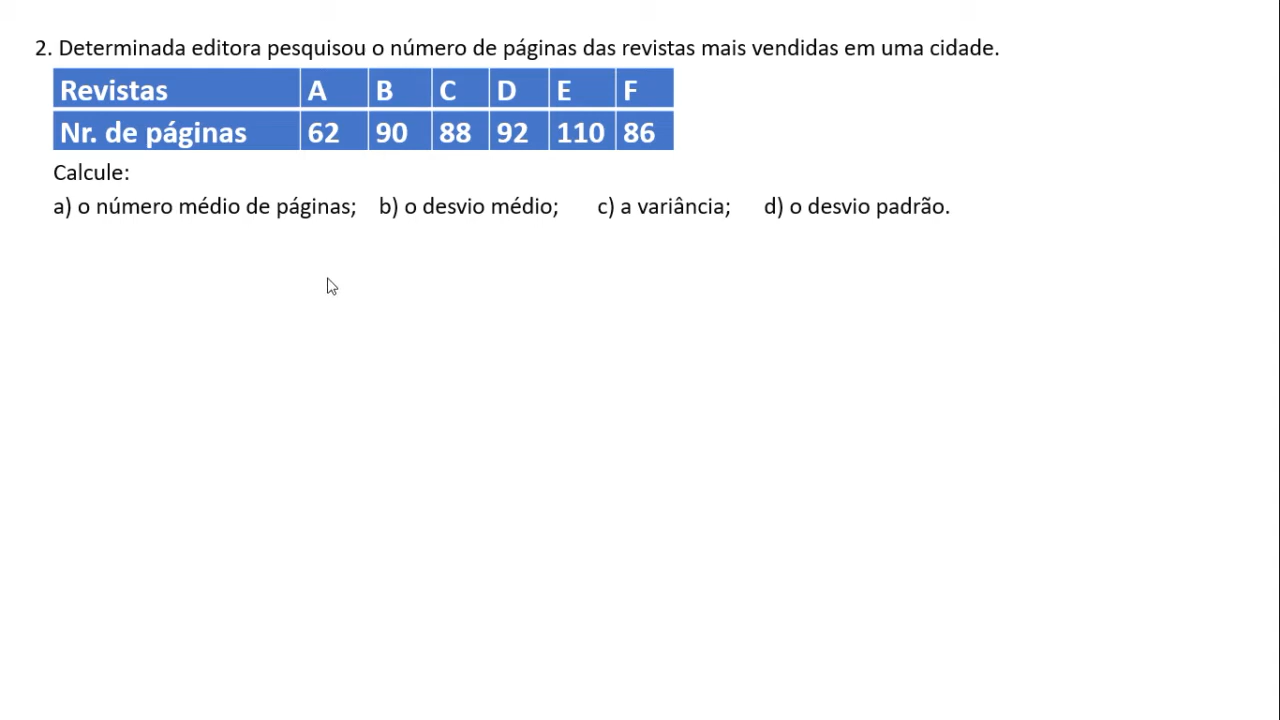 2. Determinada editora pesquisou o número de páginas das revistas mais vendidas em uma cidade.
Revistas A B C D E F
Nr. de páginas 62 90 88 92 110 86
Calcule:
a) o número médio de páginas; b) o desvio médio; c) a variância; d) o desvio padrão.